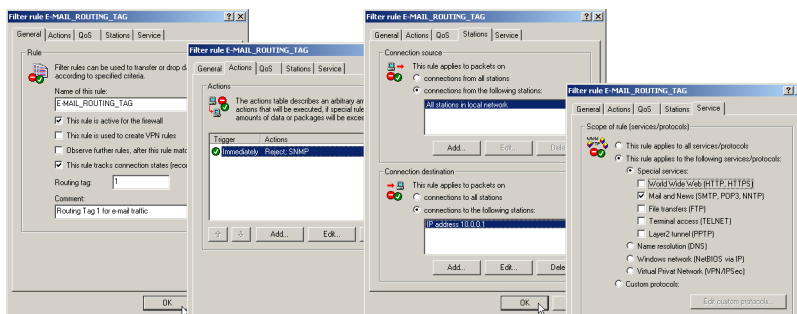 Filter rule E-MAIL_ROUTING_TAG
General Actions QoS Stations Service
Rule
Filter rules can be used to transfer or drop
according to specified criteria.
Name of this rule:
E-MAIL_ROUTING_TAG
This rule is active for the firewall
This rule is used to create VPN rules
Observe further rules, after this rule
This rule tracks connection states
Routing tag: 1
Comment:
Routing Tag 1 for e-mail traffic
OK
Filter rule E-MAIL_ROUTING_TAG
General Actions QoS Stations Service
Actions
The actions table describes an arbitrary
actions that will be executed, if special
amounts of data or packages will be
Trigger Actions
Immediately Reject; SNMP
Add... Edit...
Filter rule E-MAIL_ROUTING_TAG
General Actions QoS Stations Service
Connection source
This rule applies to packets on
connections from all stations
connections from the following stations:
All stations in local network
Add... Edit... Dele
Connection destination
This rule applies to packets on
connections to all stations
connections to the following stations:
IP address 10.0.0.1
Add... Edit... Dele
OK
Filter rule E-MAIL_ROUTING_TAG
General Actions QoS Stations Service
Scope of rule (services/protocols)
This rule applies to all services/protocols
This rule applies to the following services/protocols:
Special services:
World Wide Web (HTTP, HTTPS)
Mail and News (SMTP, POP3, NNTP)
File transfers (FTP)
Terminal access (TELNET)
Layer2 tunnel (PPTP)
Name resolution (DNS)
Windows network (NetBIOS via IP)
Virtual Privat Network (VPN/IPSec)
Custom protocols:
Edit custom protocols...